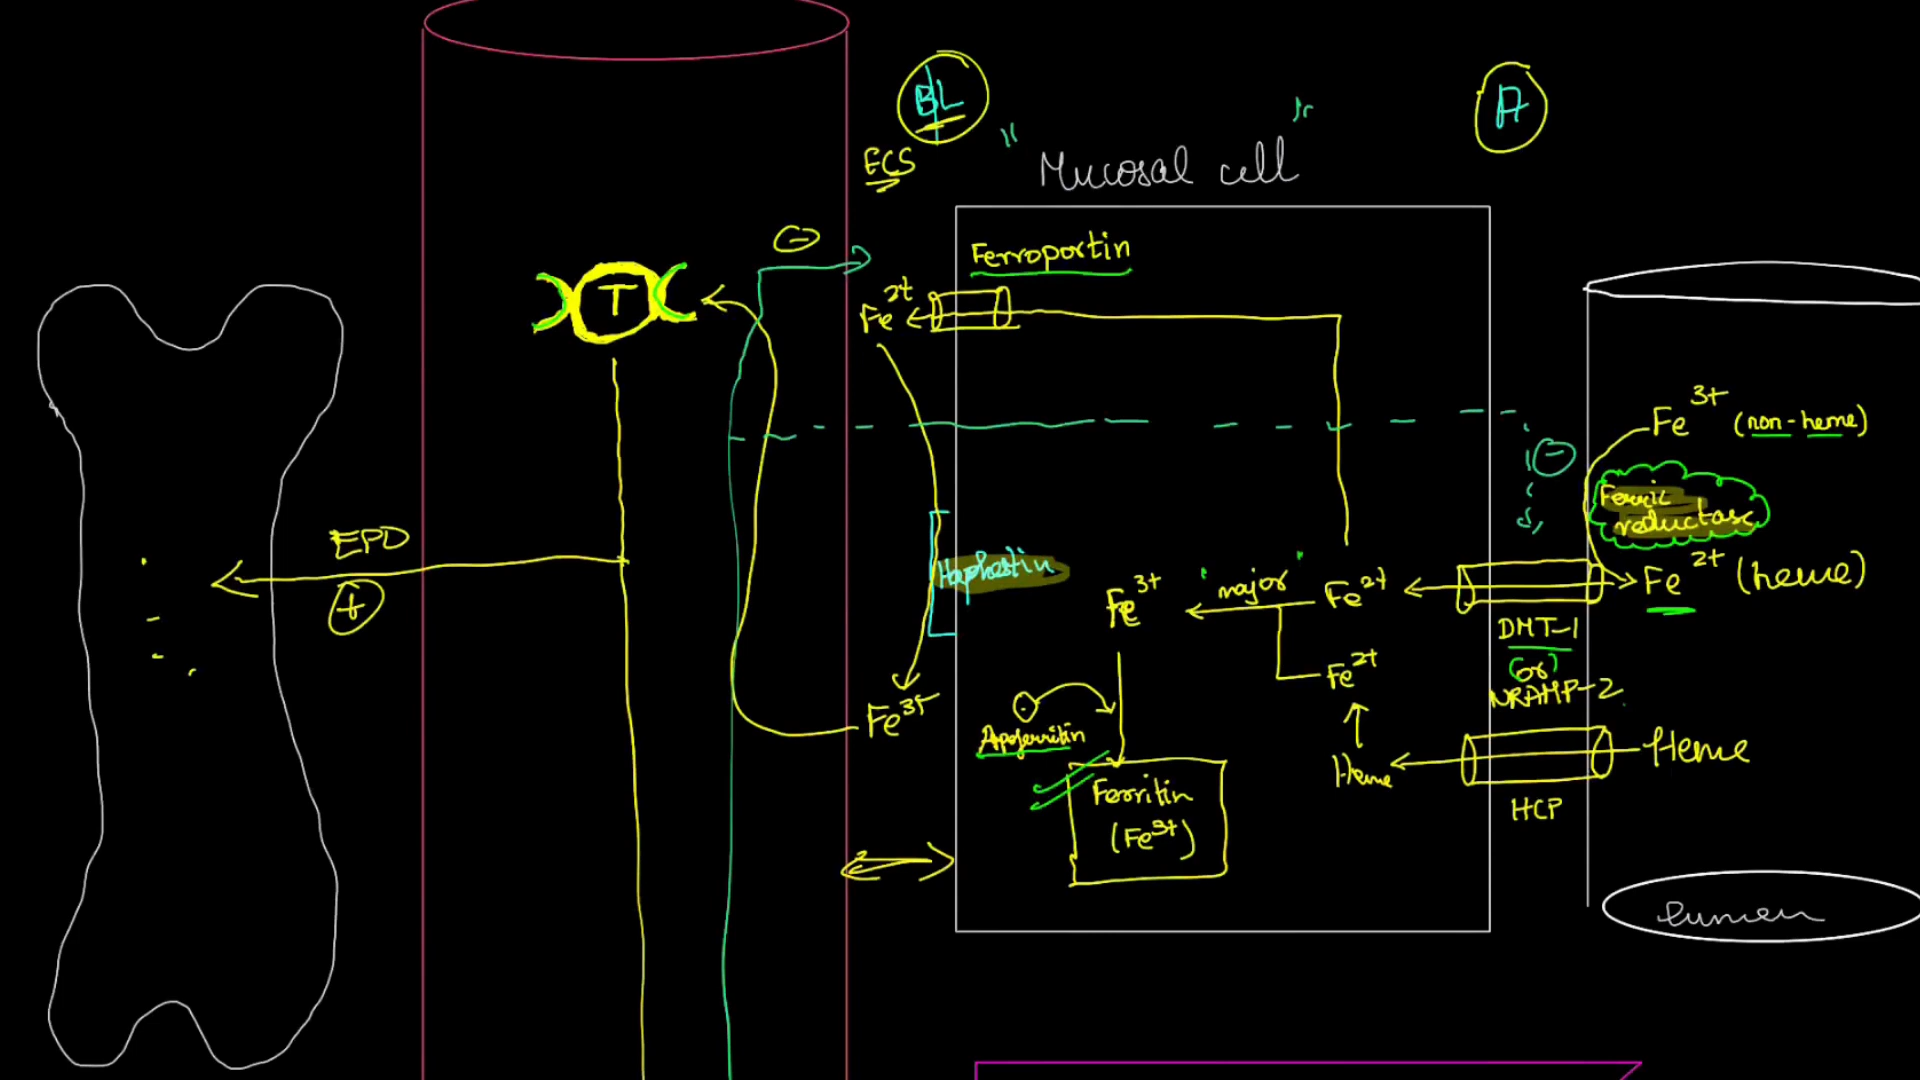 BL
A
ECS
" Mucosal cell "
Ferroportin
Fe2+
T
Fe3+ (non-heme)
Ferric
reductase
EPO
+
Haphastin
Fe3+
major
Fe2+
Fe2+ (heme)
DMT-1
(or)
NRAMP-2
Fe2+
Fe3+
Apoferritin
Heme
Heme
Ferritin
(Fe3+)
HCP
lumen